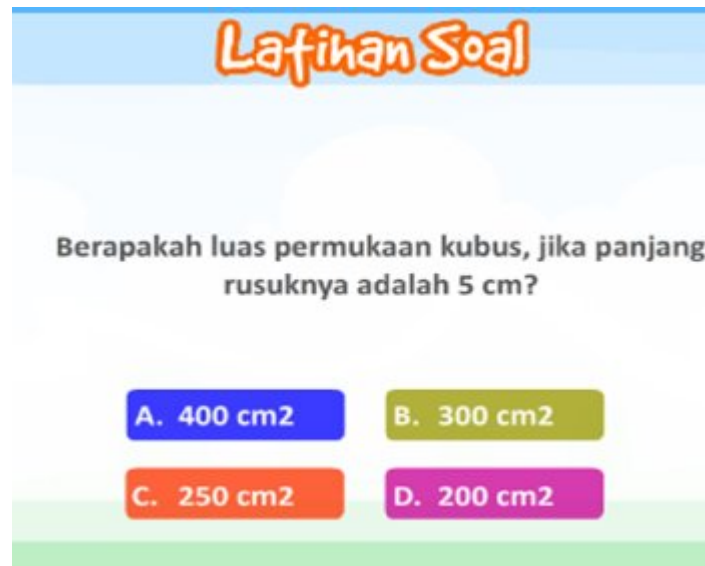 Latihan Soal
Berapakah luas permukaan kubus, jika panjang
rusuknya adalah 5 cm?
A. 400 cm2
B. 300 cm2
C. 250 cm2
D. 200 cm2